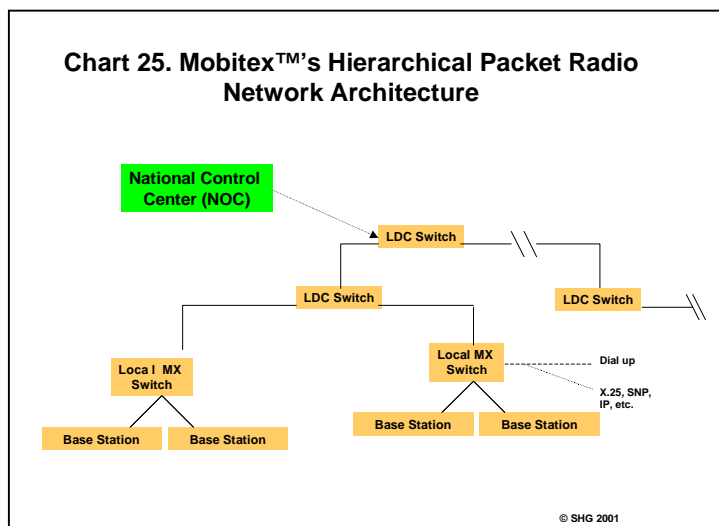 Chart 25. Mobitex™'s Hierarchical Packet Radio
Network Architecture
National Control
Center (NOC)
LDC Switch
LDC Switch
LDC Switch
Loca l MX
Switch
Local MX
Switch
Dial up
X.25, SNP,
IP, etc.
Base Station
Base Station
Base Station
Base Station
© SHG 2001